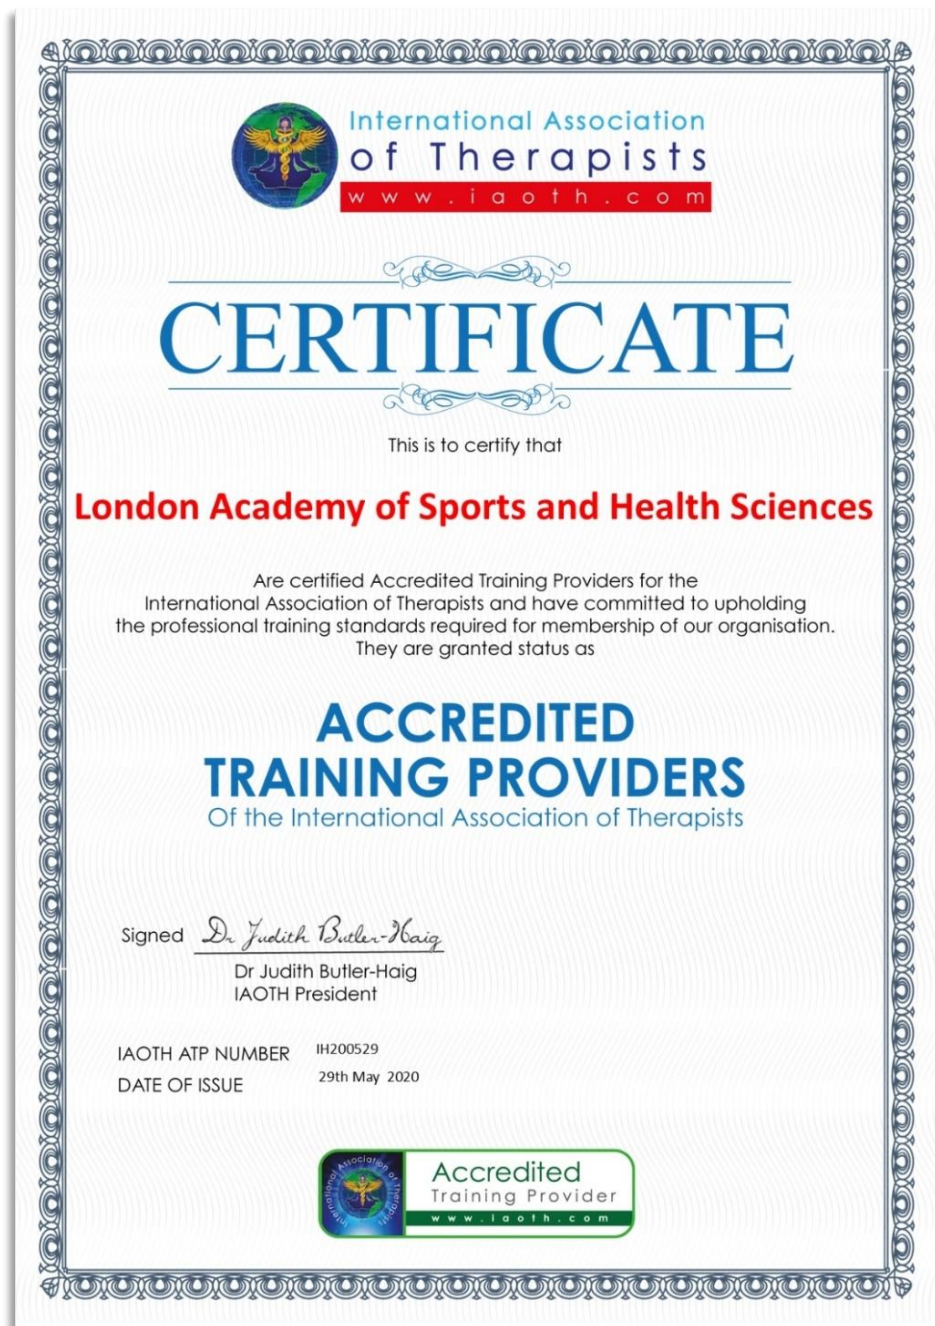 International Association
of Therapists
www.iaoth.com
CERTIFICATE
This is to certify that
London Academy of Sports and Health Sciences
Are certified Accredited Training Providers for the
International Association of Therapists and have committed to upholding
the professional training standards required for membership of our organisation.
They are granted status as
ACCREDITED
TRAINING PROVIDERS
Of the International Association of Therapists
Signed Dr Judith Butler-Haig
Dr Judith Butler-Haig
IAOTH President
IAOTH ATP NUMBER IH200529
DATE OF ISSUE 29th May 2020
International Association of Therapists
Accredited
Training Provider
www.iaoth.com